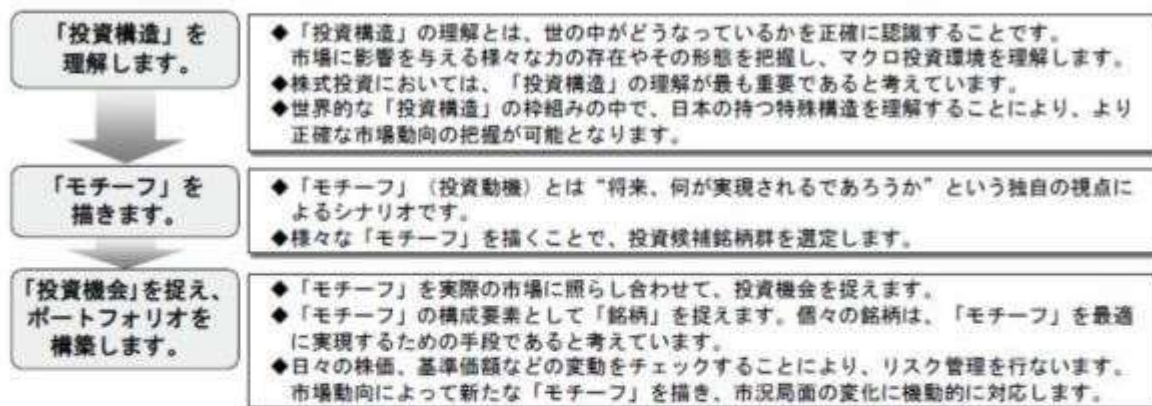 「投資構造」を
理解します。
◆「投資構造」の理解とは、世の中がどうなっているかを正確に認識することです。
市場に影響を与える様々な力の存在やその形態を把握し、マクロ投資環境を理解します。
◆株式投資においては、「投資構造」の理解が最も重要であると考えています。
◆世界的な「投資構造」の枠組みの中で、日本の持つ特殊構造を理解することにより、より
正確な市場動向の把握が可能となります。
「モチーフ」を
描きます。
◆「モチーフ」（投資動機）とは“将来、何が実現されるであろうか”という独自の視点に
よるシナリオです。
◆様々な「モチーフ」を描くことで、投資候補銘柄群を選定します。
「投資機会」を捉え、
ポートフォリオを
構築します。
◆「モチーフ」を実際の市場に照らし合わせて、投資機会を捉えます。
◆「モチーフ」の構成要素として「銘柄」を捉えます。個々の銘柄は、「モチーフ」を最適
に実現するための手段であると考えています。
◆日々の株価、基準価額などの変動をチェックすることにより、リスク管理を行ないます。
市場動向によって新たな「モチーフ」を描き、市況局面の変化に機動的に対応します。